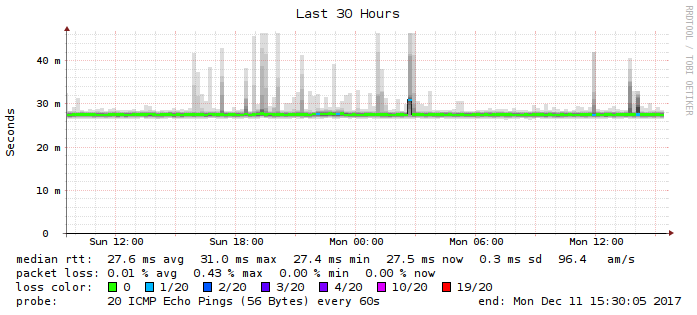 Last 30 Hours
RRDTOOL / TOBI OETIKER
Seconds
40 m
30 m
20 m
10 m
0
Sun 12:00 Sun 18:00 Mon 00:00 Mon 06:00 Mon 12:00
median rtt: 27.6 ms avg 31.0 ms max 27.4 ms min 27.5 ms now 0.3 ms sd 96.4 am/s
packet loss: 0.01 % avg 0.43 % max 0.00 % min 0.00 % now
loss color: 0 1/20 2/20 3/20 4/20 10/20 19/20
probe: 20 ICMP Echo Pings (56 Bytes) every 60s end: Mon Dec 11 15:30:05 2017